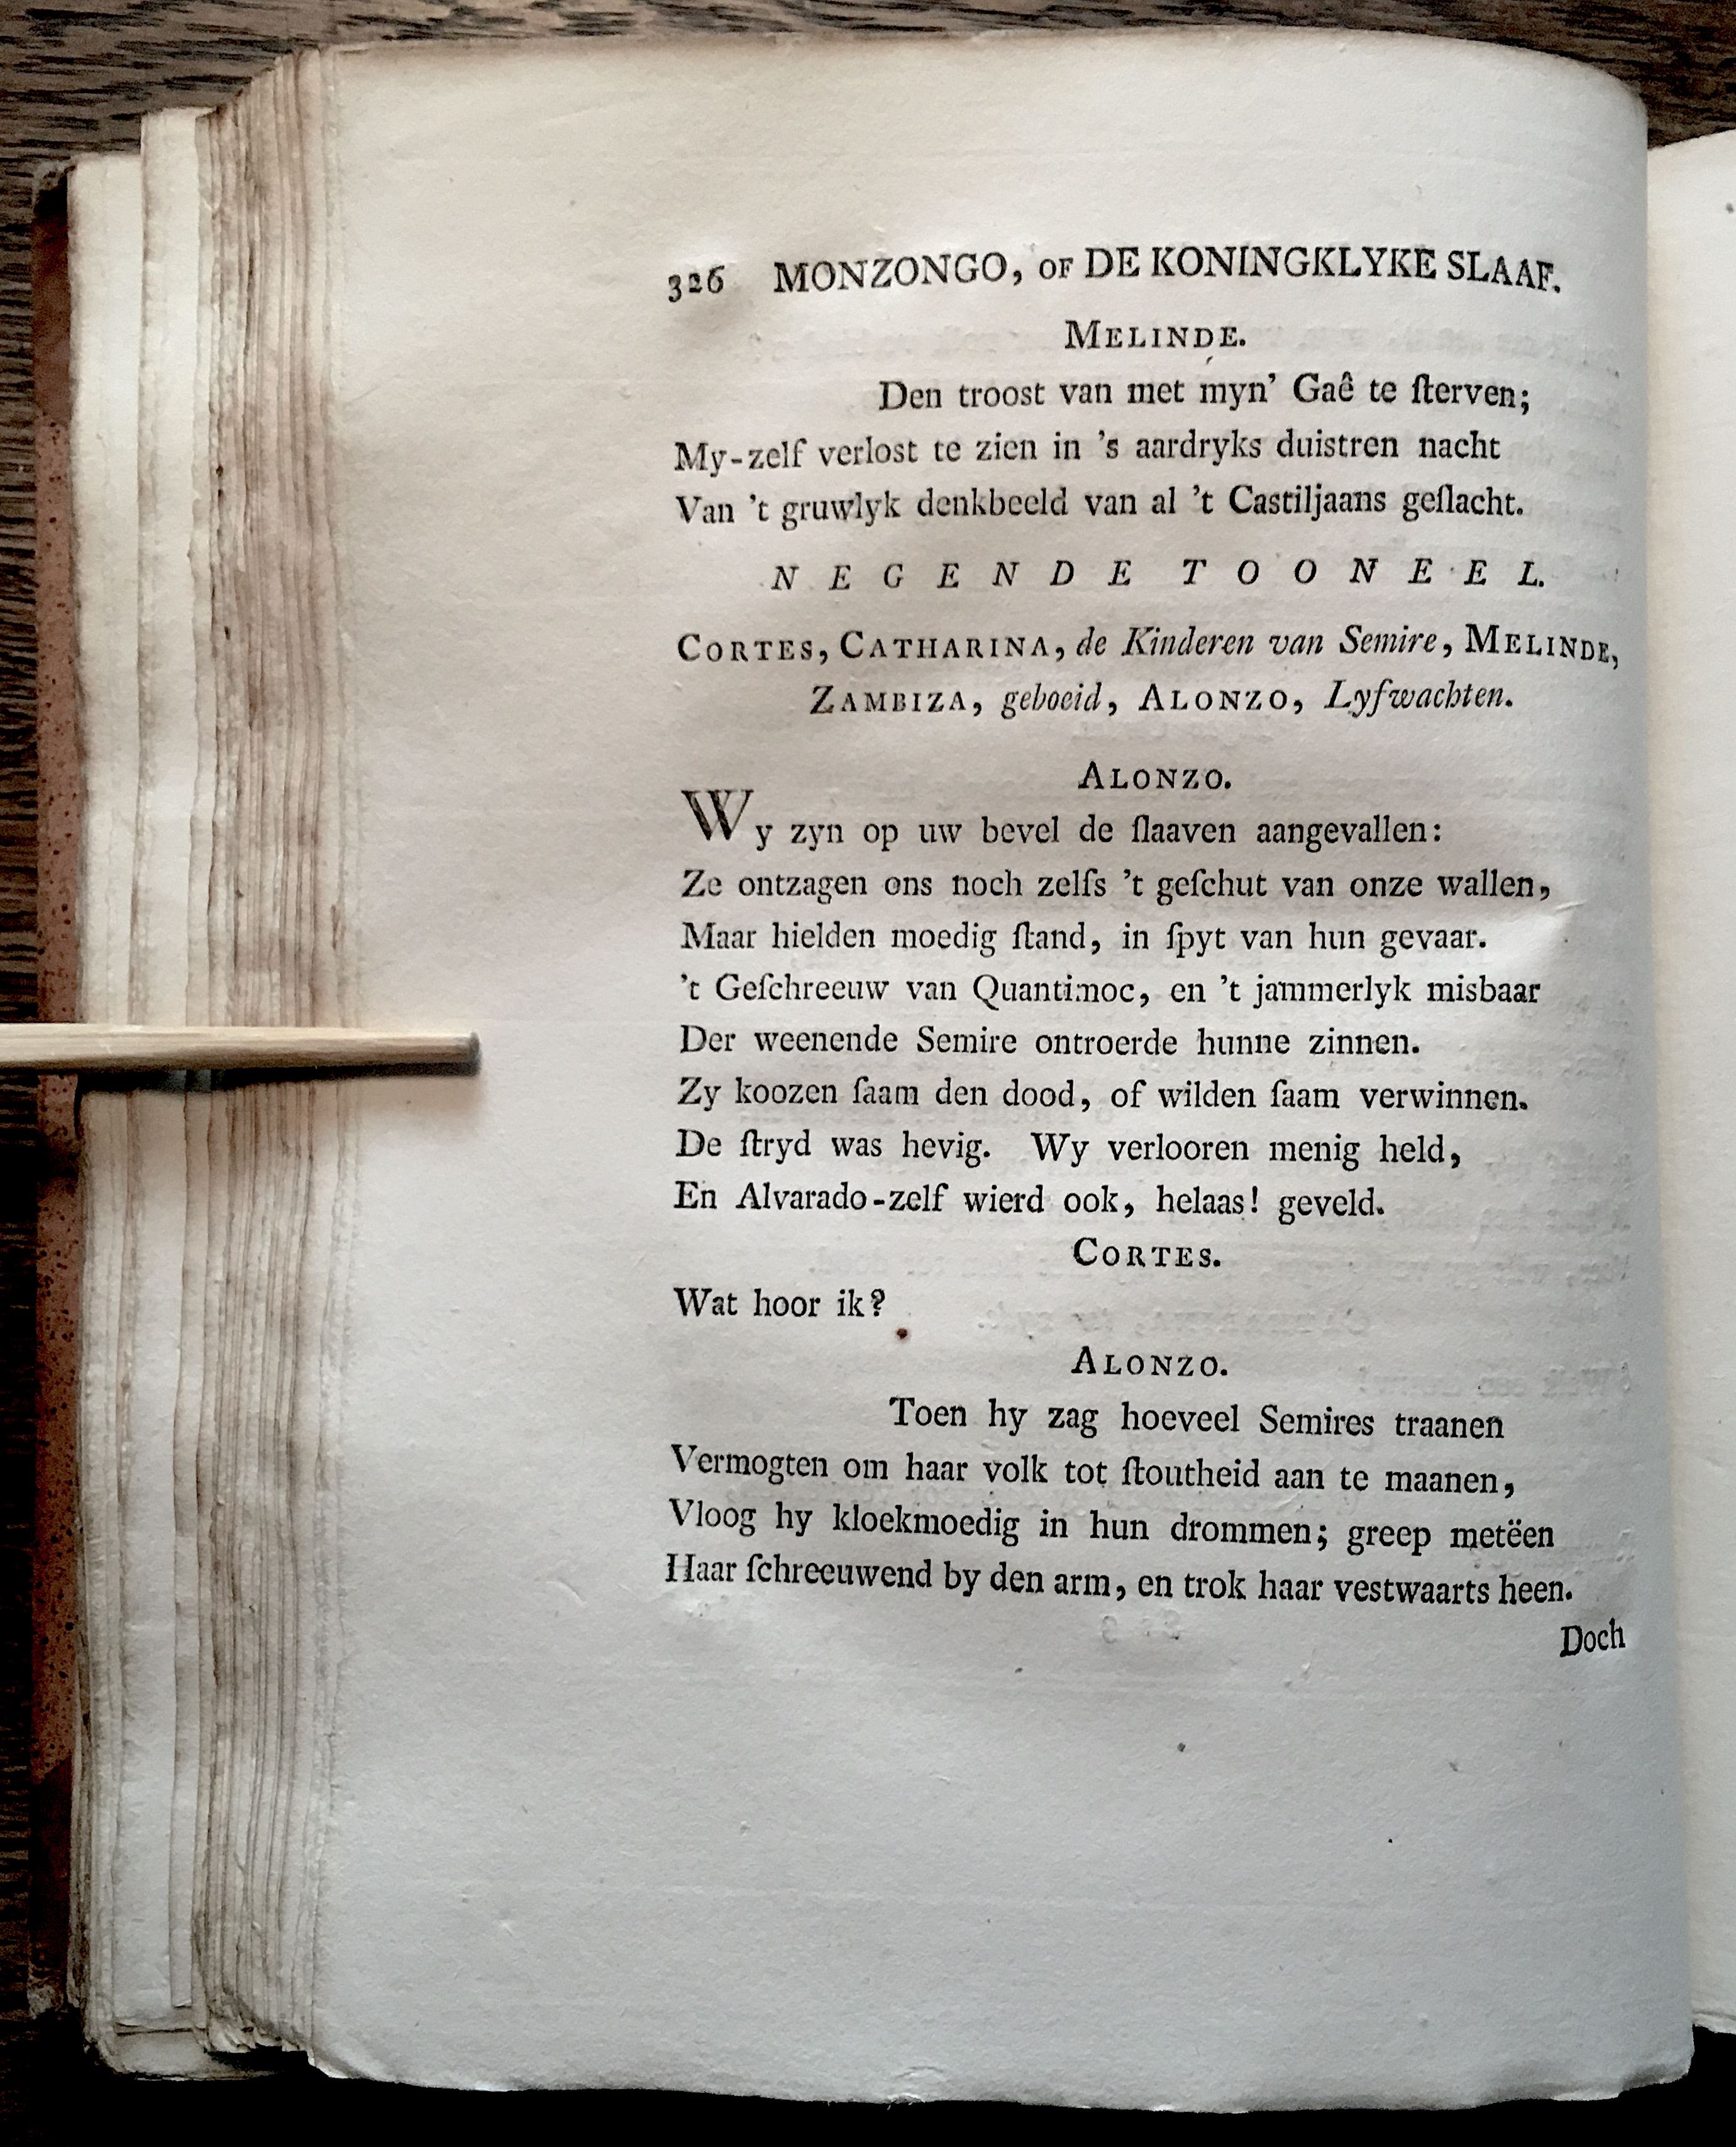 326 MONZONGO, OF DE KONINGKLYKE SLAAF.
MELINDE.
Den troost van met myn' Gaê te ſterven;
My-zelf verlost te zien in 's aardryks duistren nacht
Van 't gruwlyk denkbeeld van al 't Castiljaans geſlacht.
NEGENDE TOONEEL.
CORTES, CATHARINA, de Kinderen van Semire, MELINDE,
ZAMBIZA, geboeid, ALONZO, Lyfwachten.
ALONZO.
Wy zyn op uw bevel de ſlaaven aangevallen:
Ze ontzagen ons noch zelfs 't geſchut van onze wallen,
Maar hielden moedig ſtand, in ſpyt van hun gevaar.
't Geſchreeuw van Quantimoc, en 't jammerlyk misbaar
Der weenende Semire ontroerde hunne zinnen.
Zy koozen ſaam den dood, of wilden ſaam verwinnen.
De ſtryd was hevig. Wy verlooren menig held,
En Alvarado-zelf wierd ook, helaas! geveld.
CORTES.
Wat hoor ik?
ALONZO.
Toen hy zag hoeveel Semires traanen
Vermogten om haar volk tot ſtoutheid aan te maanen,
Vloog hy kloekmoedig in hun drommen; greep metëen
Haar ſchreeuwend by den arm, en trok haar vestwaarts heen.
Doch